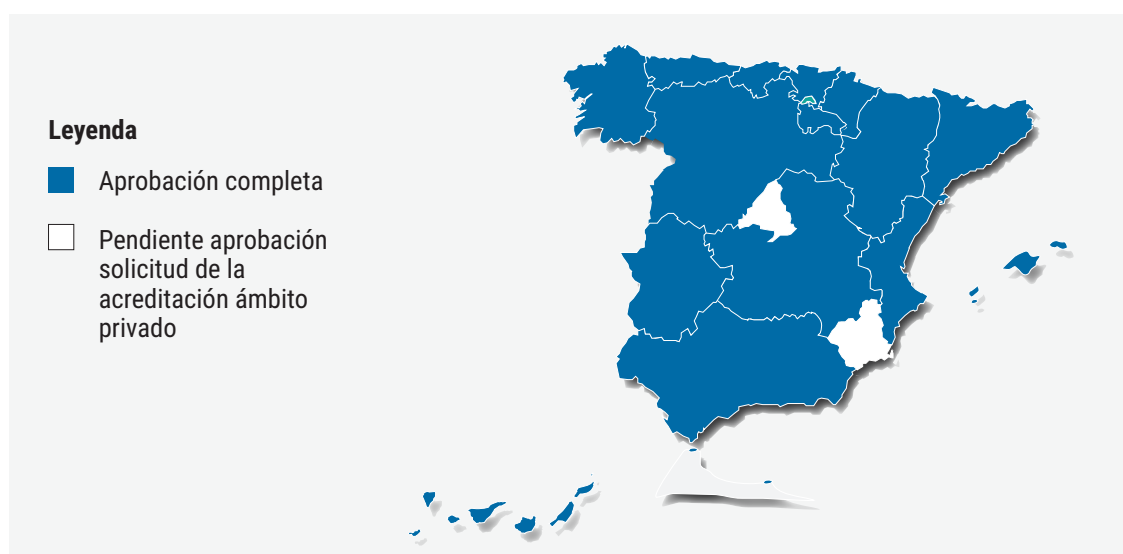 Leyenda
Aprobación completa
Pendiente aprobación
solicitud de la
acreditación ámbito
privado